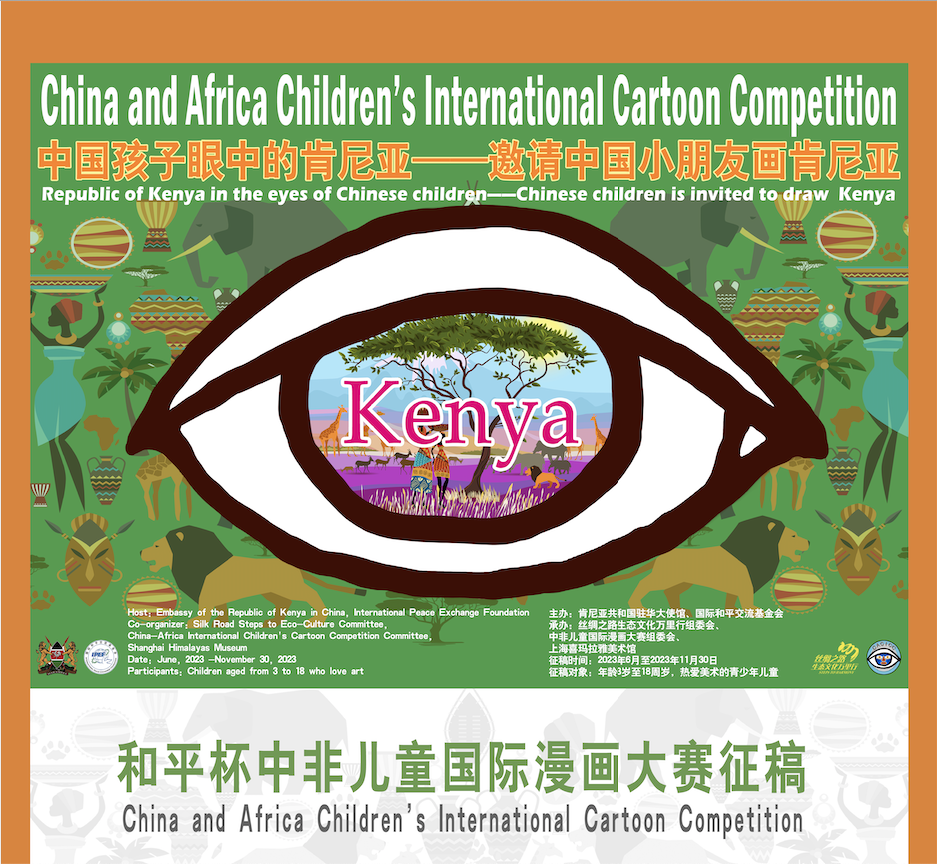 China and Africa Children's International Cartoon Competition
中国孩子眼中的肯尼亚——邀请中国小朋友画肯尼亚
Republic of Kenya in the eyes of Chinese children——Chinese children is invited to draw Kenya
Kenya
Host: Embassy of the Republic of Kenya in China, International Peace Exchange Foundation
Co-organizer: Silk Road Steps to Eco-Culture Committee,
China-Africa International Children's Cartoon Competition Committee,
Shanghai Himalayas Museum
Date: June, 2023 —November 30, 2023
Participants: Children aged from 3 to 18 who love art
主办：肯尼亚共和国驻华大使馆、国际和平交流基金会
承办：丝绸之路生态文化万里行组委会、
中非儿童国际漫画大赛组委会、
上海喜玛拉雅美术馆
征稿时间：2023年6月至2023年11月30日
征稿对象：年龄3岁至18周岁、热爱美术的青少年儿童
IPEF
丝绸之路
生态文化万里行
和平杯中非儿童国际漫画大赛征稿
China and Africa Children's International Cartoon Competition